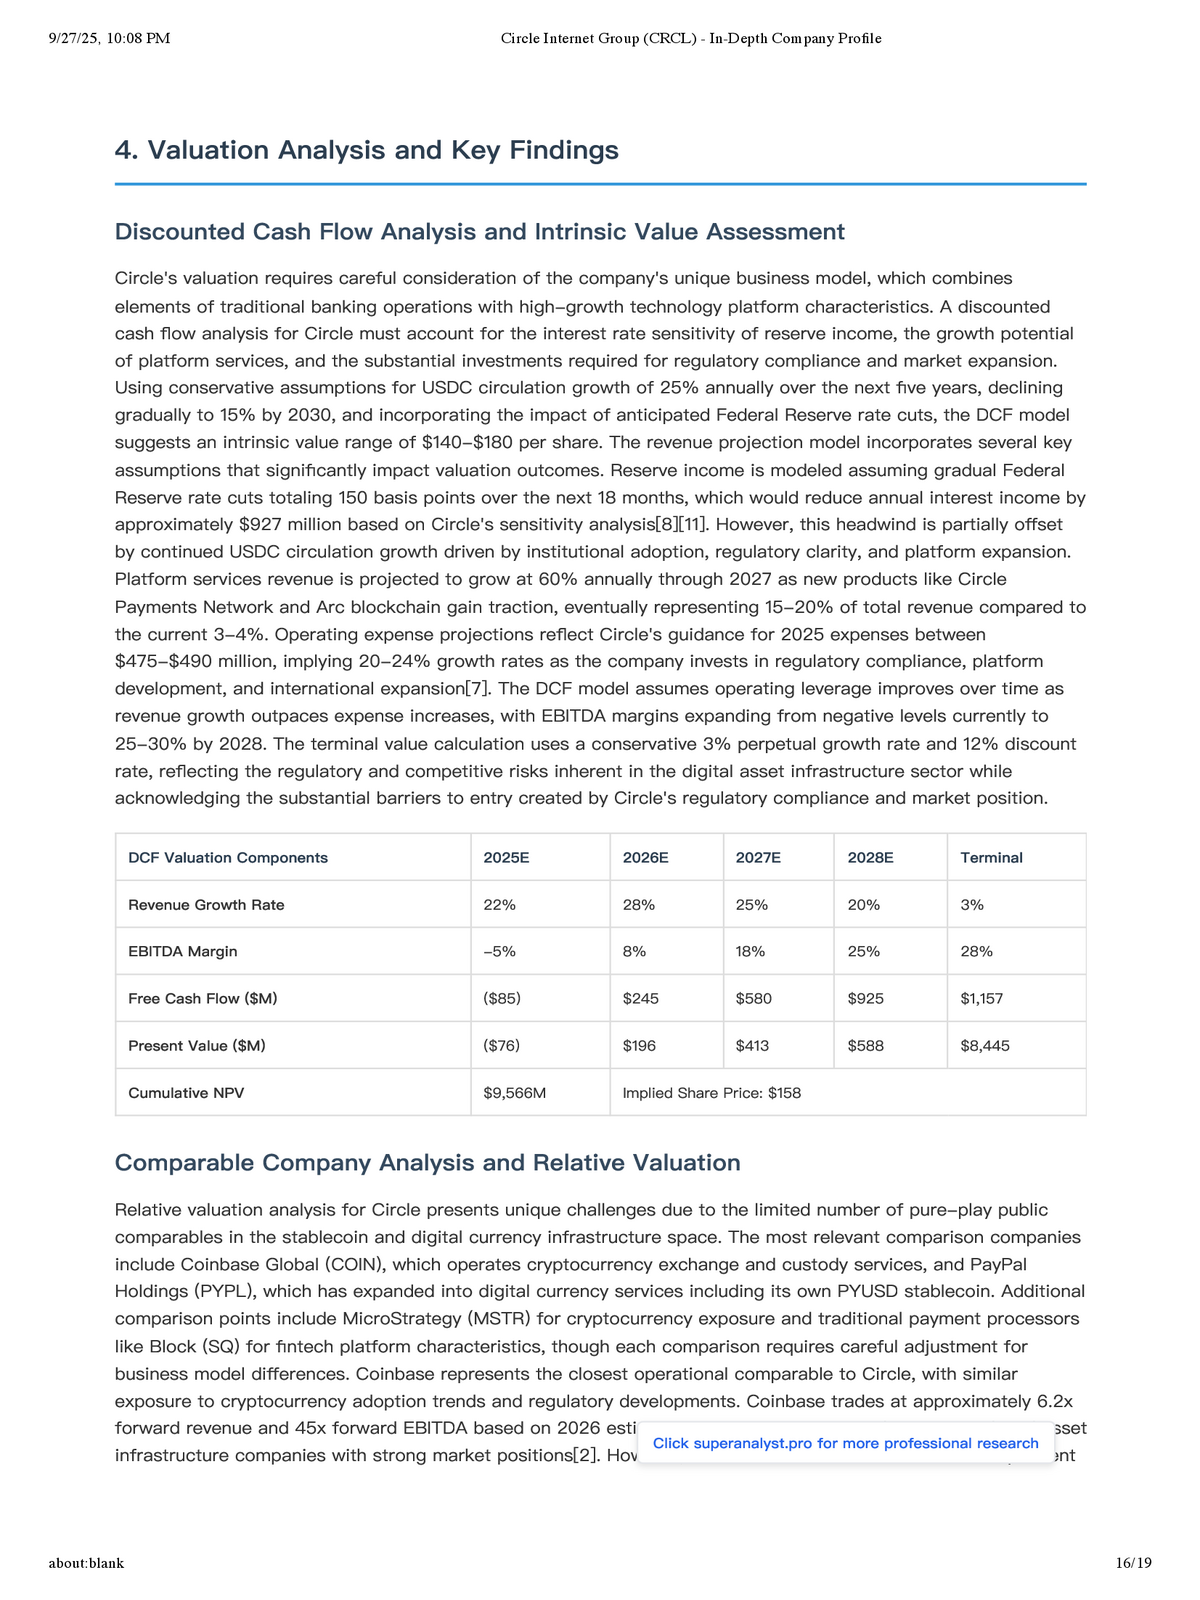 9/27/25, 10:08 PM
Circle Internet Group (CRCL) - In-Depth Company Profile
4. Valuation Analysis and Key Findings
Discounted Cash Flow Analysis and Intrinsic Value Assessment
Circle's valuation requires careful consideration of the company's unique business model, which combines
elements of traditional banking operations with high–growth technology platform characteristics. A discounted
cash flow analysis for Circle must account for the interest rate sensitivity of reserve income, the growth potential
of platform services, and the substantial investments required for regulatory compliance and market expansion.
Using conservative assumptions for USDC circulation growth of 25% annually over the next five years, declining
gradually to 15% by 2030, and incorporating the impact of anticipated Federal Reserve rate cuts, the DCF model
suggests an intrinsic value range of $140–$180 per share. The revenue projection model incorporates several key
assumptions that significantly impact valuation outcomes. Reserve income is modeled assuming gradual Federal
Reserve rate cuts totaling 150 basis points over the next 18 months, which would reduce annual interest income by
approximately $927 million based on Circle's sensitivity analysis[8][11]. However, this headwind is partially offset
by continued USDC circulation growth driven by institutional adoption, regulatory clarity, and platform expansion.
Platform services revenue is projected to grow at 60% annually through 2027 as new products like Circle
Payments Network and Arc blockchain gain traction, eventually representing 15–20% of total revenue compared to
the current 3–4%. Operating expense projections reflect Circle's guidance for 2025 expenses between
$475–$490 million, implying 20–24% growth rates as the company invests in regulatory compliance, platform
development, and international expansion[7]. The DCF model assumes operating leverage improves over time as
revenue growth outpaces expense increases, with EBITDA margins expanding from negative levels currently to
25–30% by 2028. The terminal value calculation uses a conservative 3% perpetual growth rate and 12% discount
rate, reflecting the regulatory and competitive risks inherent in the digital asset infrastructure sector while
acknowledging the substantial barriers to entry created by Circle's regulatory compliance and market position.
DCF Valuation Components 2025E 2026E 2027E 2028E Terminal
Revenue Growth Rate 22% 28% 25% 20% 3%
EBITDA Margin –5% 8% 18% 25% 28%
Free Cash Flow ($M) ($85) $245 $580 $925 $1,157
Present Value ($M) ($76) $196 $413 $588 $8,445
Cumulative NPV $9,566M Implied Share Price: $158
Comparable Company Analysis and Relative Valuation
Relative valuation analysis for Circle presents unique challenges due to the limited number of pure–play public
comparables in the stablecoin and digital currency infrastructure space. The most relevant comparison companies
include Coinbase Global (COIN), which operates cryptocurrency exchange and custody services, and PayPal
Holdings (PYPL), which has expanded into digital currency services including its own PYUSD stablecoin. Additional
comparison points include MicroStrategy (MSTR) for cryptocurrency exposure and traditional payment processors
like Block (SQ) for fintech platform characteristics, though each comparison requires careful adjustment for
business model differences. Coinbase represents the closest operational comparable to Circle, with similar
exposure to cryptocurrency adoption trends and regulatory developments. Coinbase trades at approximately 6.2x
forward revenue and 45x forward EBITDA based on 2026
infrastructure companies with strong market positions[2].
Click superanalyst.pro for more professional research
about:blank
16/19